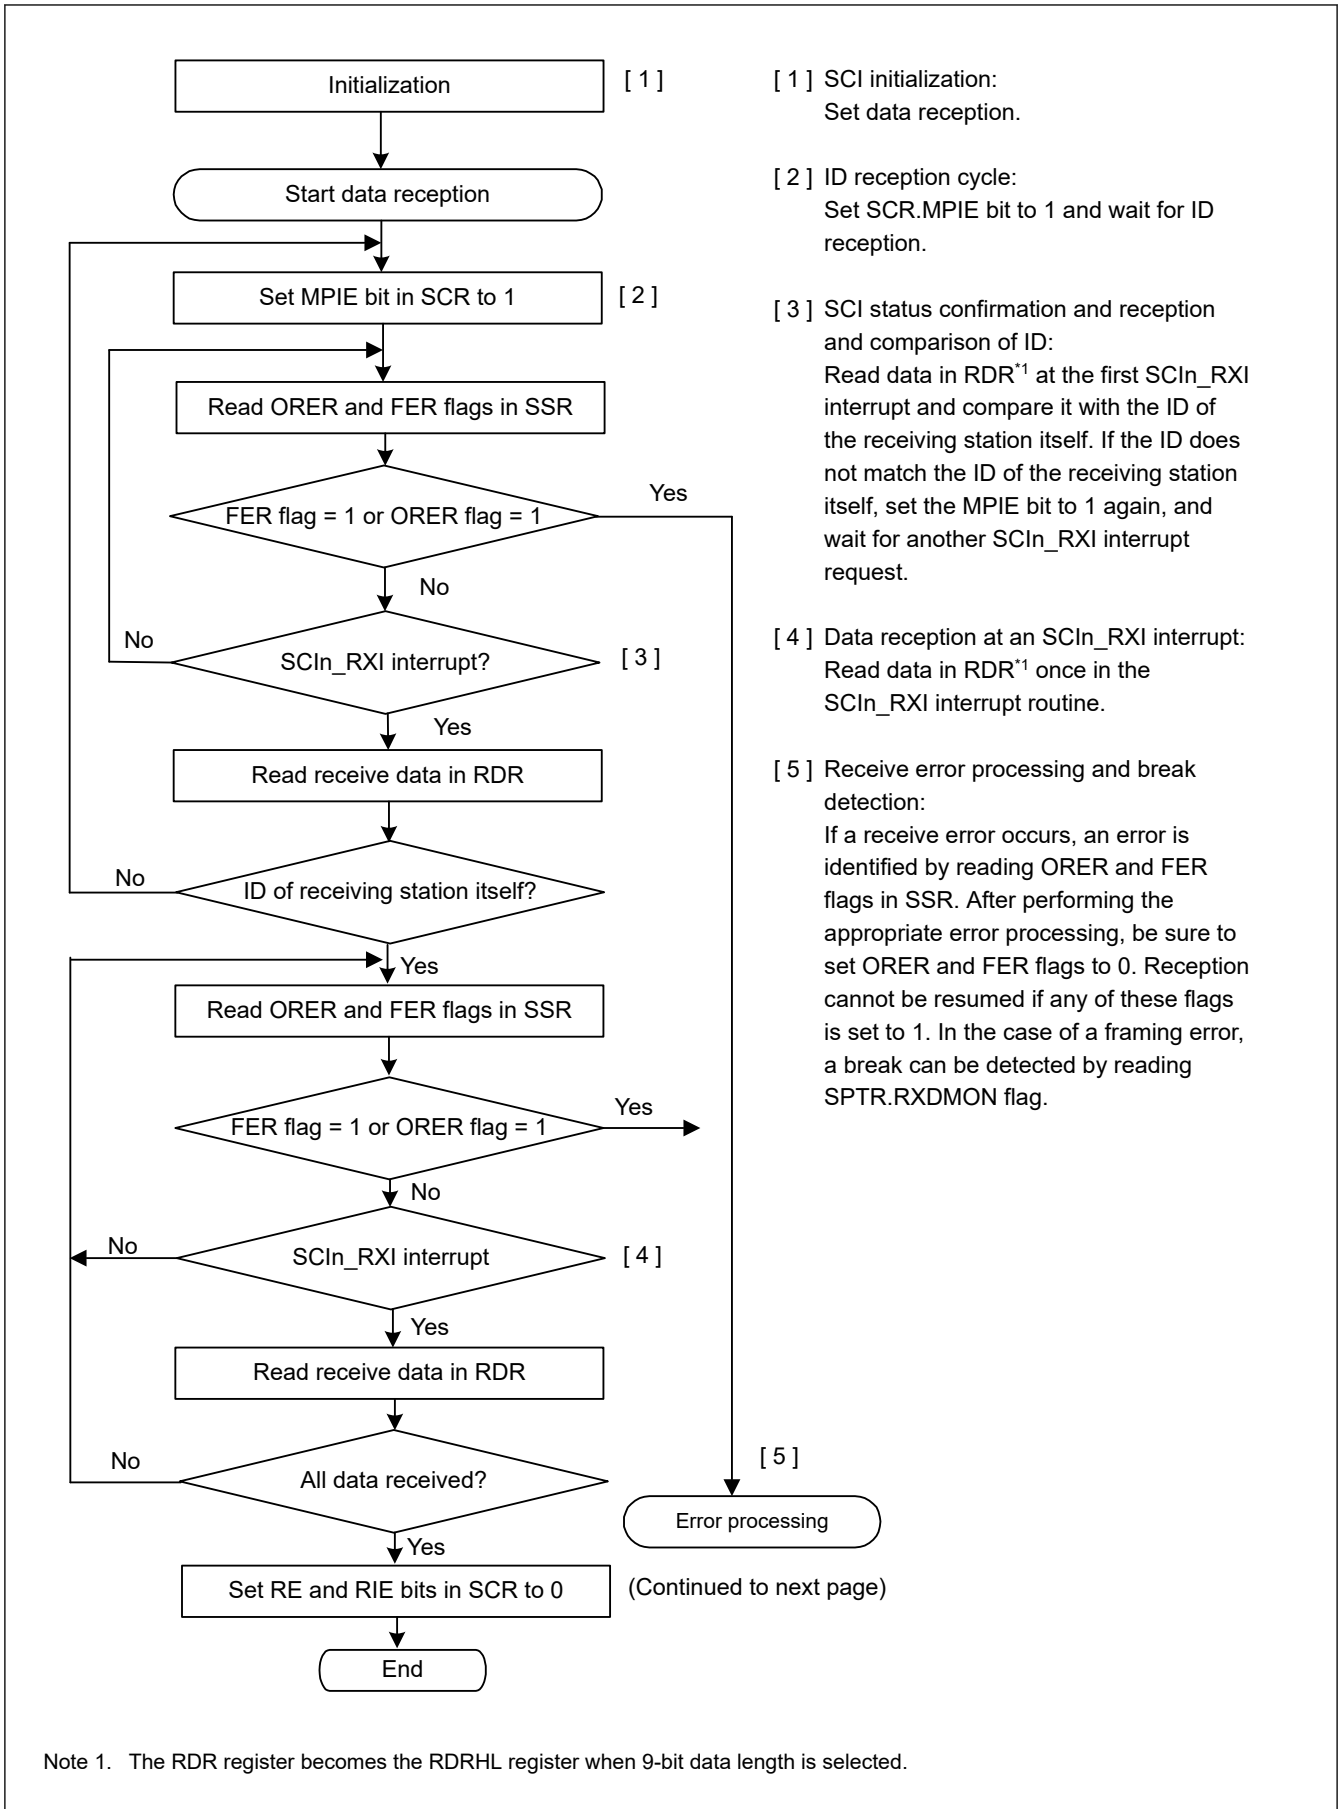 Initialization
[ 1 ]
Start data reception
Set MPIE bit in SCR to 1
[ 2 ]
Read ORER and FER flags in SSR
FER flag = 1 or ORER flag = 1
Yes
No
SCIn_RXI interrupt?
No
[ 3 ]
Yes
Read receive data in RDR
ID of receiving station itself?
No
Yes
Read ORER and FER flags in SSR
FER flag = 1 or ORER flag = 1
Yes
No
SCIn_RXI interrupt
No
[ 4 ]
Yes
Read receive data in RDR
All data received?
No
[ 5 ]
Error processing
Yes
Set RE and RIE bits in SCR to 0
(Continued to next page)
End
[ 1 ] SCI initialization:
Set data reception.
[ 2 ] ID reception cycle:
Set SCR.MPIE bit to 1 and wait for ID
reception.
[ 3 ] SCI status confirmation and reception
and comparison of ID:
Read data in RDR*1 at the first SCIn_RXI
interrupt and compare it with the ID of
the receiving station itself. If the ID does
not match the ID of the receiving station
itself, set the MPIE bit to 1 again, and
wait for another SCIn_RXI interrupt
request.
[ 4 ] Data reception at an SCIn_RXI interrupt:
Read data in RDR*1 once in the
SCIn_RXI interrupt routine.
[ 5 ] Receive error processing and break
detection:
If a receive error occurs, an error is
identified by reading ORER and FER
flags in SSR. After performing the
appropriate error processing, be sure to
set ORER and FER flags to 0. Reception
cannot be resumed if any of these flags
is set to 1. In the case of a framing error,
a break can be detected by reading
SPTR.RXDMON flag.
Note 1. The RDR register becomes the RDRHL register when 9-bit data length is selected.